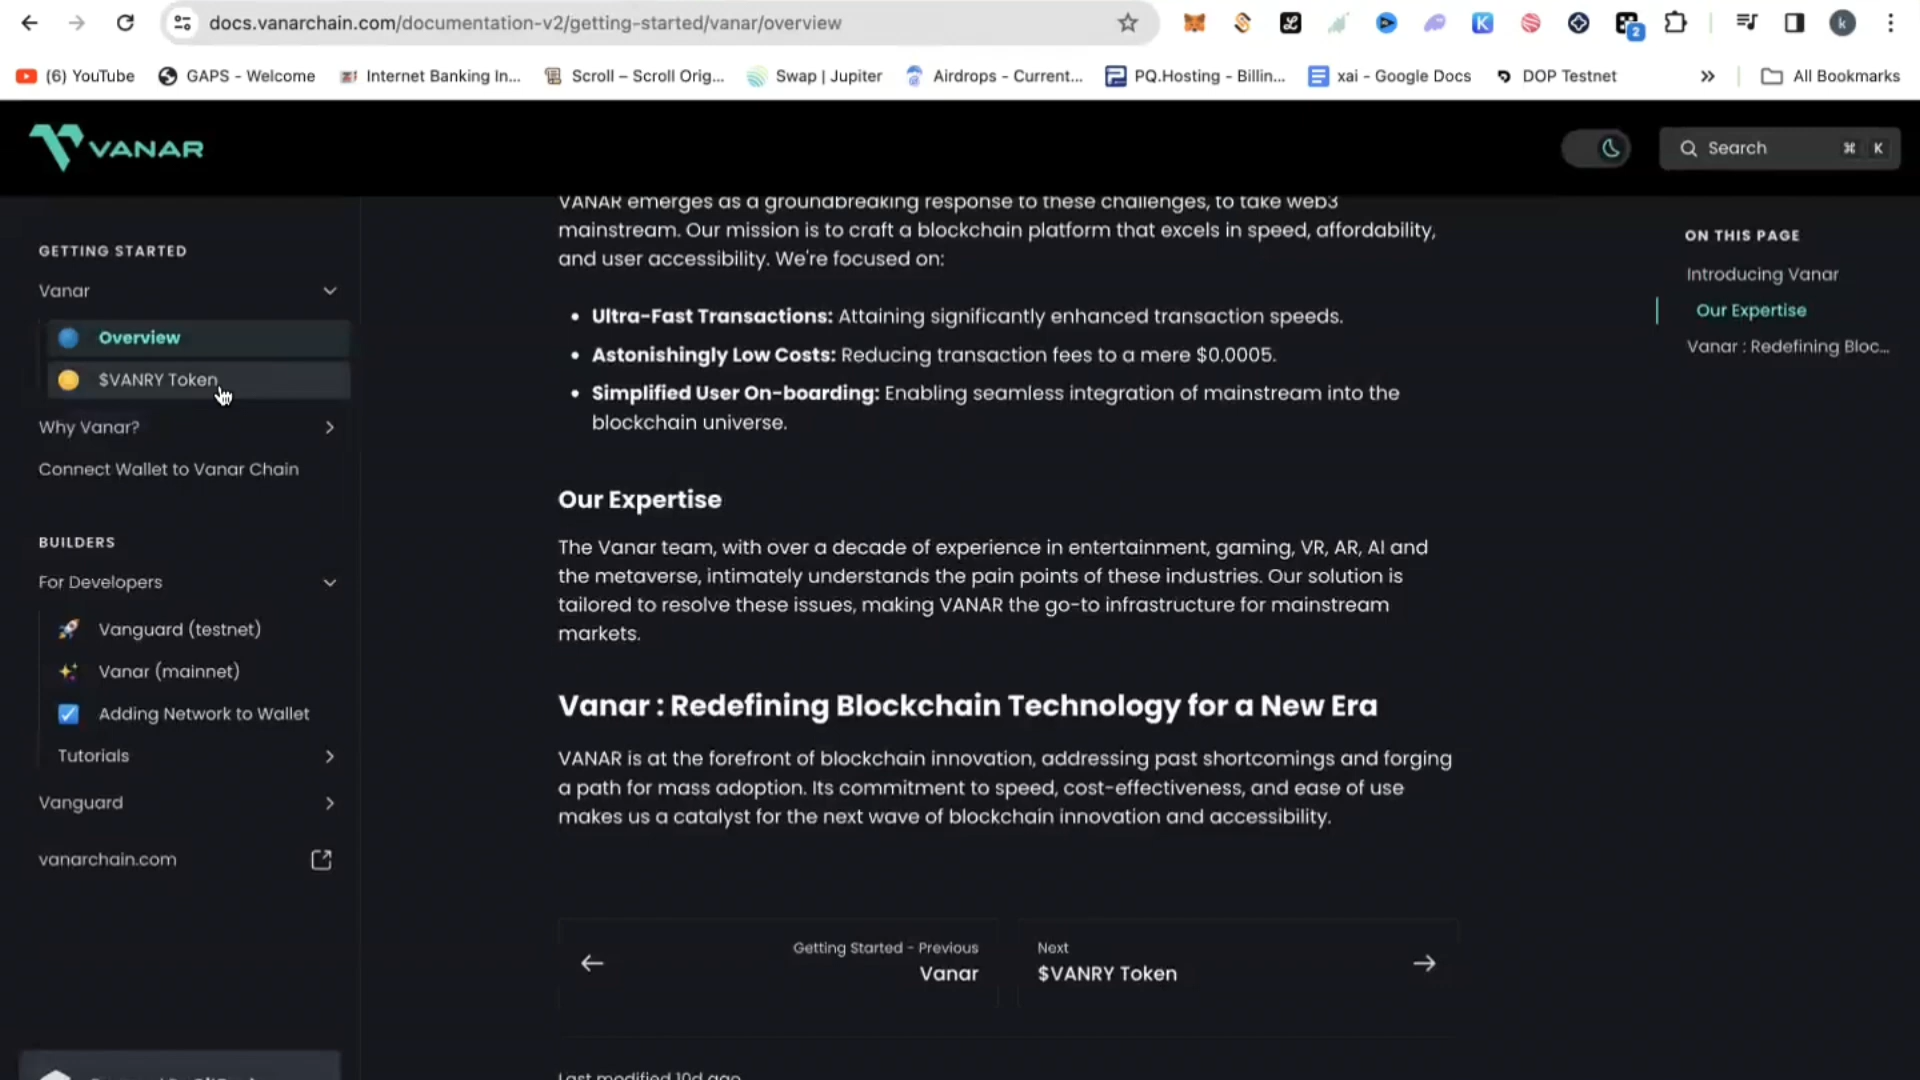 docs.vanarchain.com/documentation-v2/getting-started/vanar/overview
2
k
(6) YouTube
GAPS - Welcome
Internet Banking In...
Scroll – Scroll Orig...
Swap | Jupiter
Airdrops - Current...
PQ.Hosting - Billin...
xai - Google Docs
DOP Testnet
All Bookmarks
VANAR
Search
⌘ K
GETTING STARTED
Vanar
Overview
$VANRY Token
Why Vanar?
Connect Wallet to Vanar Chain
BUILDERS
For Developers
Vanguard (testnet)
Vanar (mainnet)
Adding Network to Wallet
Tutorials
Vanguard
vanarchain.com
VANAR emerges as a groundbreaking response to these challenges, to take web3
mainstream. Our mission is to craft a blockchain platform that excels in speed, affordability,
and user accessibility. We're focused on:
• Ultra-Fast Transactions: Attaining significantly enhanced transaction speeds.
• Astonishingly Low Costs: Reducing transaction fees to a mere $0.0005.
• Simplified User On-boarding: Enabling seamless integration of mainstream into the
blockchain universe.
Our Expertise
The Vanar team, with over a decade of experience in entertainment, gaming, VR, AR, AI and
the metaverse, intimately understands the pain points of these industries. Our solution is
tailored to resolve these issues, making VANAR the go-to infrastructure for mainstream
markets.
Vanar : Redefining Blockchain Technology for a New Era
VANAR is at the forefront of blockchain innovation, addressing past shortcomings and forging
a path for mass adoption. Its commitment to speed, cost-effectiveness, and ease of use
makes us a catalyst for the next wave of blockchain innovation and accessibility.
Getting Started - Previous
Vanar
Next
$VANRY Token
Last modified 10d ago
ON THIS PAGE
Introducing Vanar
Our Expertise
Vanar : Redefining Bloc...